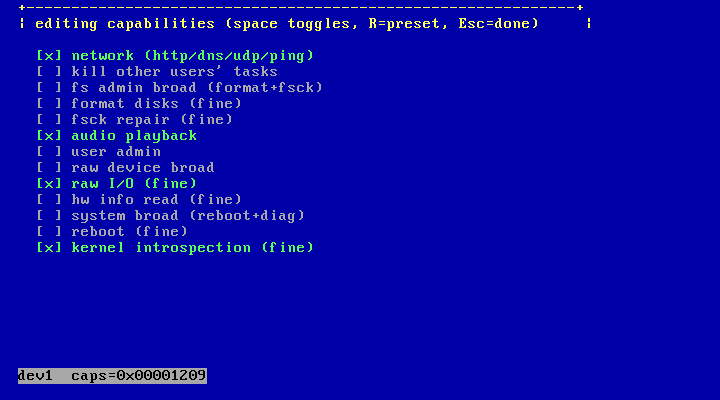 +-------------------------------------------------------------+
¦ editing capabilities (space toggles, R=preset, Esc=done) ¦
[x] network (http/dns/udp/ping)
[ ] kill other users' tasks
[ ] fs admin broad (format+fsck)
[ ] format disks (fine)
[ ] fsck repair (fine)
[x] audio playback
[ ] user admin
[ ] raw device broad
[x] raw I/O (fine)
[ ] hw info read (fine)
[ ] system broad (reboot+diag)
[ ] reboot (fine)
[x] kernel introspection (fine)
dev1 caps=0x00001209